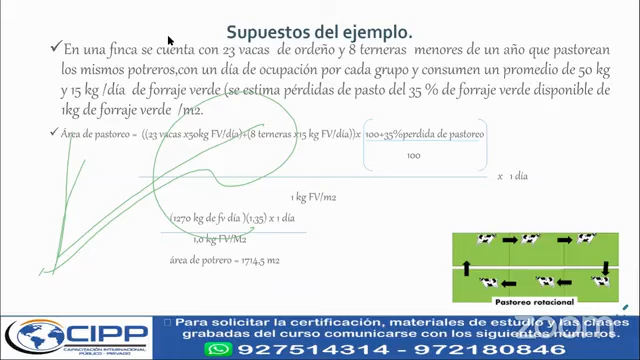 Supuestos del ejemplo.
✓En una finca se cuenta con 23 vacas de ordeño y 8 terneras menores de un año que pastorean
los mismos potreros,con un día de ocupación por cada grupo y consumen un promedio de 50 kg
y 15 kg /día de forraje verde (se estima pérdidas de pasto del 35 % de forraje verde disponible de
1kg de forraje verde /m2.
✓Área de pastoreo = ((23 vacas x50kg FV/día)+(8 terneras x15 kg FV/día))x 100+35%perdida de pastoreo
100
x 1 día
1 kg FV/m2
(1270 kg de fv día )(1,35) x 1 día
1,0 kg FV/M2
área de potrero = 1714,5 m2
Pastoreo rotacional
zoom
CIPP
CAPACITACIÓN INTERNACIONAL
PÚBLICO - PRIVADO
Para solicitar la certificación, materiales de estudio y las clases
grabadas del curso comunicarse con los siguientes números.
927514314 - 972180846